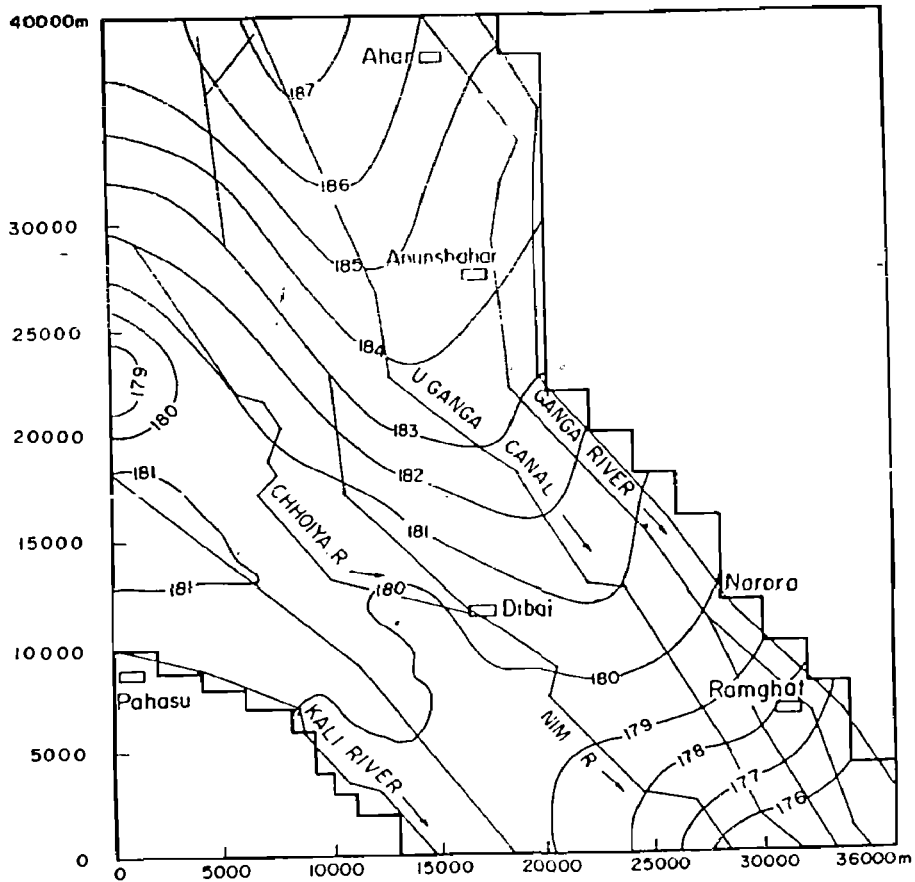 40000m
Ahar
187
186
30000
185
Anunshahar
25000
184
179
U GANGA CANAL
GANGA RIVER
180
20000
183
182
181
181
CHHOIYA.R
15000
180
Narora
181
Dibai
10000
180
Ramghat
Pahasu
KALI RIVER
NIM R
179
178
5000
177
176
0
0
5000
10000
15000
20000
25000
30000
36000m